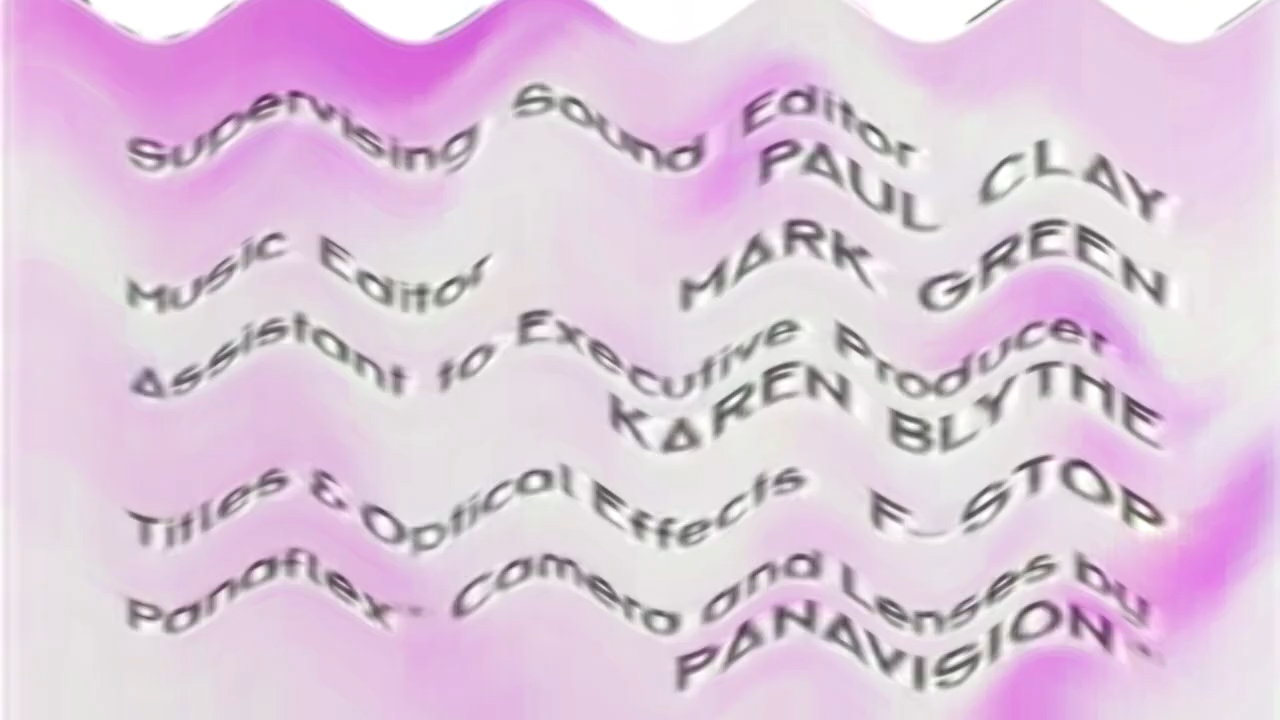 Supervising Sound Editor
PAUL CLAY
Music Editor MARK GREEN
Assistant to Executive Producer
KAREN BLYTHE
Titles & Optical Effects F-STOP
Panaflex Camera and Lenses by
PANAVISION